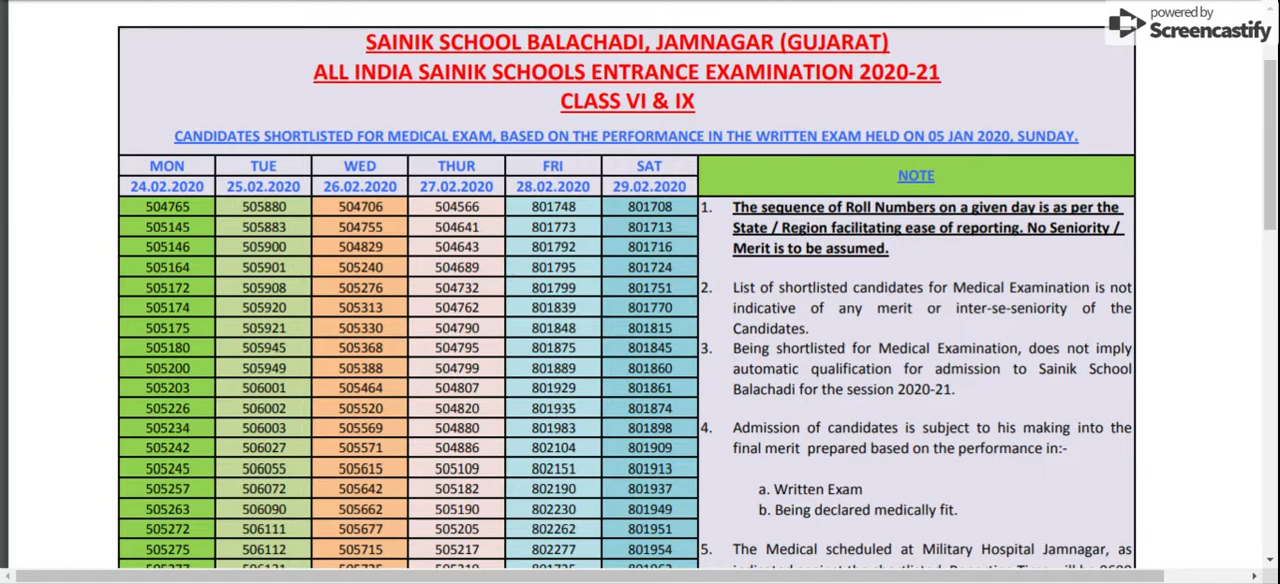 powered by
Screencastify
SAINIK SCHOOL BALACHADI, JAMNAGAR (GUJARAT)
ALL INDIA SAINIK SCHOOLS ENTRANCE EXAMINATION 2020-21
CLASS VI & IX
CANDIDATES SHORTLISTED FOR MEDICAL EXAM, BASED ON THE PERFORMANCE IN THE WRITTEN EXAM HELD ON 05 JAN 2020, SUNDAY.
MON TUE WED THUR FRI SAT
24.02.2020 25.02.2020 26.02.2020 27.02.2020 28.02.2020 29.02.2020
504765 505880 504706 504566 801748 801708
505145 505883 504755 504641 801773 801713
505146 505900 504829 504643 801792 801716
505164 505901 505240 504689 801795 801724
505172 505908 505276 504732 801799 801751
505174 505920 505313 504762 801839 801770
505175 505921 505330 504790 801848 801815
505180 505945 505368 504795 801875 801845
505200 505949 505388 504799 801889 801860
505203 506001 505464 504807 801929 801861
505226 506002 505520 504820 801935 801874
505234 506003 505569 504880 801983 801898
505242 506027 505571 504886 802104 801909
505245 506055 505615 505109 802151 801913
505257 506072 505642 505182 802190 801937
505263 506090 505662 505190 802230 801949
505272 506111 505677 505205 802262 801951
505275 506112 505715 505217 802277 801954
NOTE
1. The sequence of Roll Numbers on a given day is as per the
State / Region facilitating ease of reporting. No Seniority /
Merit is to be assumed.
2. List of shortlisted candidates for Medical Examination is not
indicative of any merit or inter-se-seniority of the
Candidates.
3. Being shortlisted for Medical Examination, does not imply
automatic qualification for admission to Sainik School
Balachadi for the session 2020-21.
4. Admission of candidates is subject to his making into the
final merit prepared based on the performance in:-
a. Written Exam
b. Being declared medically fit.
5. The Medical scheduled at Military Hospital Jamnagar, as